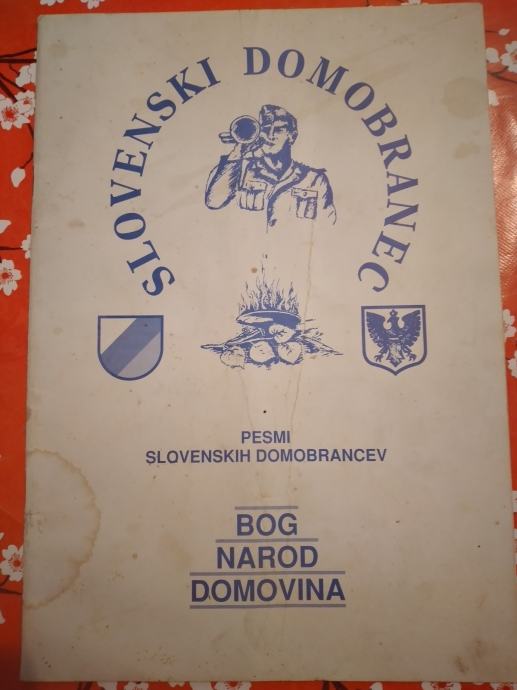 SLOVENSKI DOMOBRANEC
PESMI
SLOVENSKIH DOMOBRANCEV
BOG
NAROD
DOMOVINA